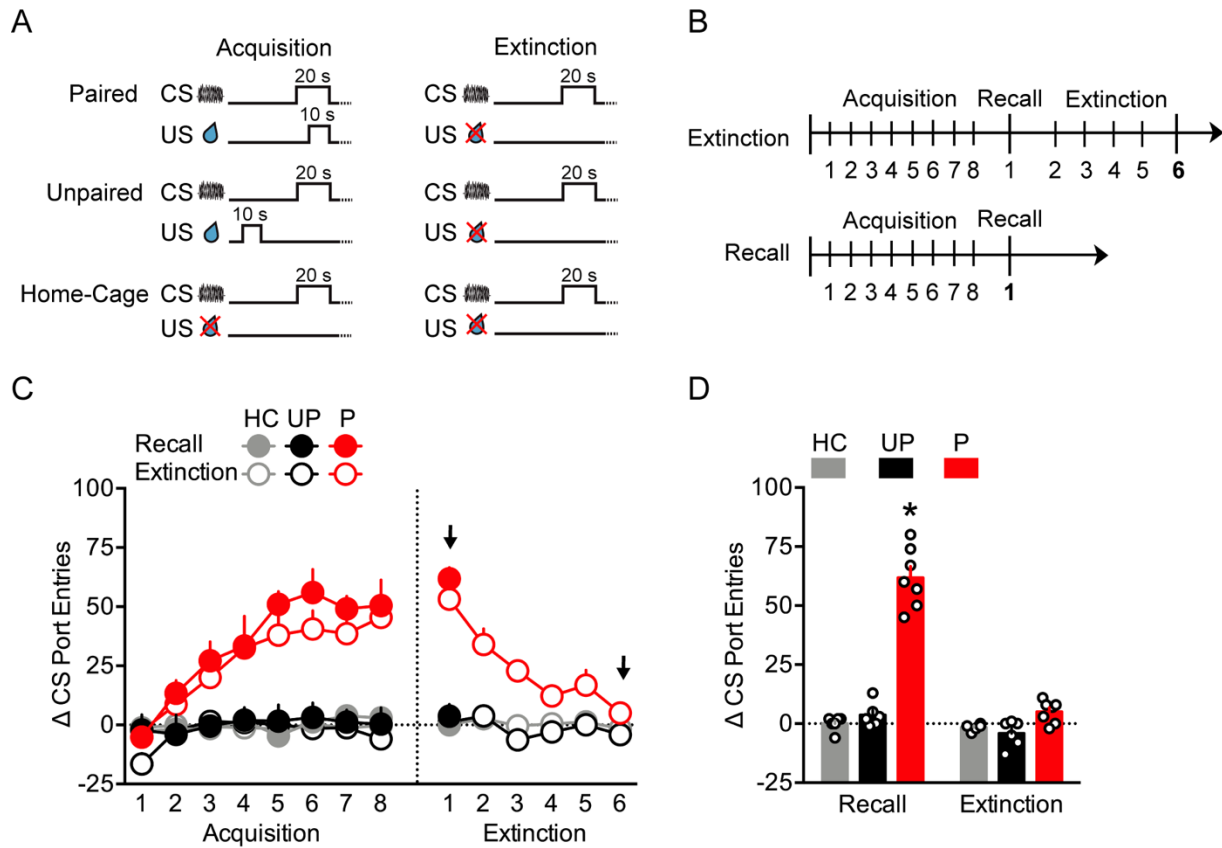 A
Acquisition
Extinction
Paired
CS
20 s
US
10 s
CS
20 s
US
Unpaired
CS
20 s
US
10 s
CS
20 s
US
Home-Cage
CS
20 s
US
CS
20 s
US
B
Acquisition Recall Extinction
Extinction
1 2 3 4 5 6 7 8 1 2 3 4 5 6
Acquisition Recall
Recall
1 2 3 4 5 6 7 8 1
C
HC UP P
Recall
Extinction
Δ CS Port Entries
100
75
50
25
0
-25
1 2 3 4 5 6 7 8
Acquisition
1 2 3 4 5 6
Extinction
D
HC UP P
Δ CS Port Entries
100
75
50
25
0
-25
*
Recall Extinction